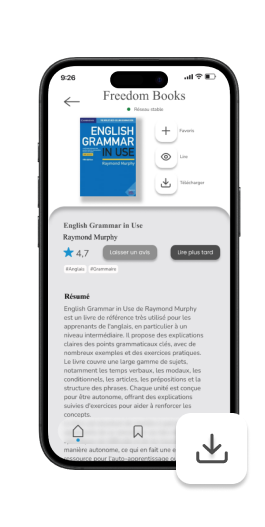 9:26
Freedom Books
Réseau stable
ENGLISH
GRAMMAR
IN USE
Raymond Murphy
Favoris
Lire
Télécharger
English Grammar in Use
Raymond Murphy
4,7
Laisser un avis
Lire plus tard
#Anglais
#Grammaire
Résumé
English Grammar in Use de Raymond Murphy
est un livre de référence très utilisé pour les
apprenants de l'anglais, en particulier à un
niveau intermédiaire. Il propose des explications
claires des points grammaticaux clés, avec de
nombreux exemples et des exercices pratiques.
Le livre couvre une large gamme de sujets,
notamment les temps verbaux, les modaux, les
conditionnels, les articles, les prépositions et la
structure des phrases. Chaque unité est conçue
pour être autonome, offrant des explications
suivies d'exercices pour aider à renforcer les
concepts.
manière autonome, ce qui en fait une
ressource pour l'auto-apprentissage